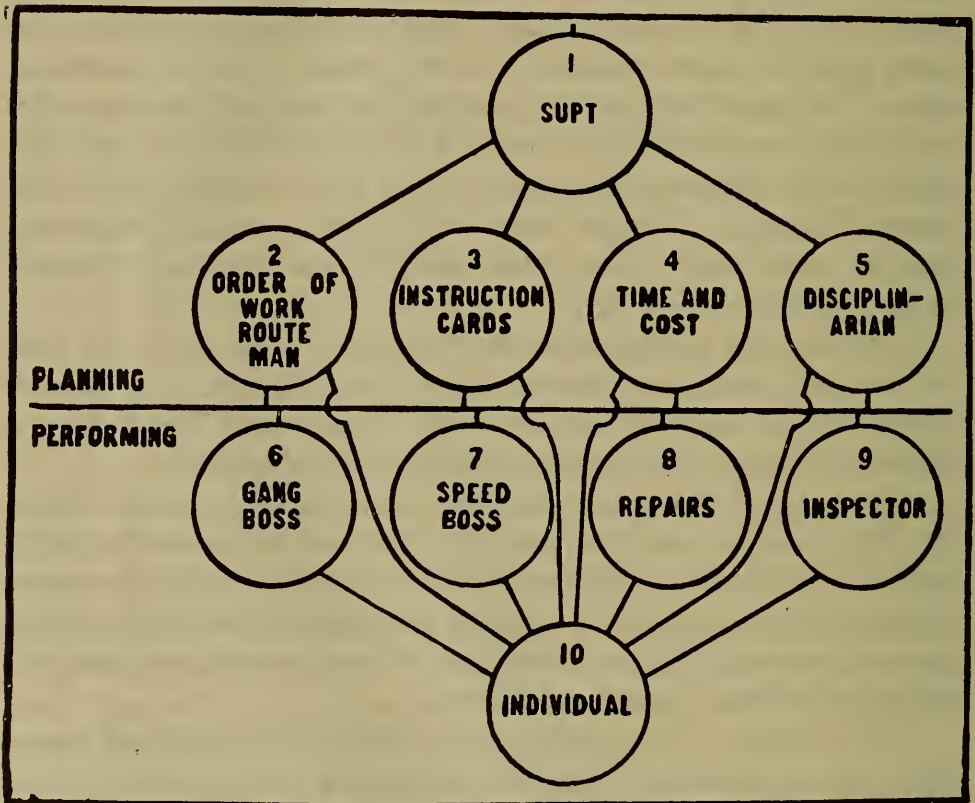 1
SUPT
2
ORDER OF
WORK
ROUTE
MAN
3
INSTRUCTION
CARDS
4
TIME AND
COST
5
DISCIPLIN-
ARIAN
PLANNING
PERFORMING
6
GANG
BOSS
7
SPEED
BOSS
8
REPAIRS
9
INSPECTOR
10
INDIVIDUAL